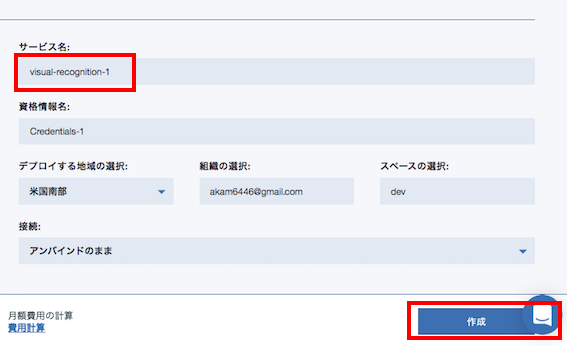 サービス名:
visual-recognition-1
資格情報名:
Credentials-1
デプロイする地域の選択: 組織の選択: スペースの選択:
米国南部 akam6446@gmail.com dev
接続:
アンバインドのまま
月額費用の計算
費用計算 作成